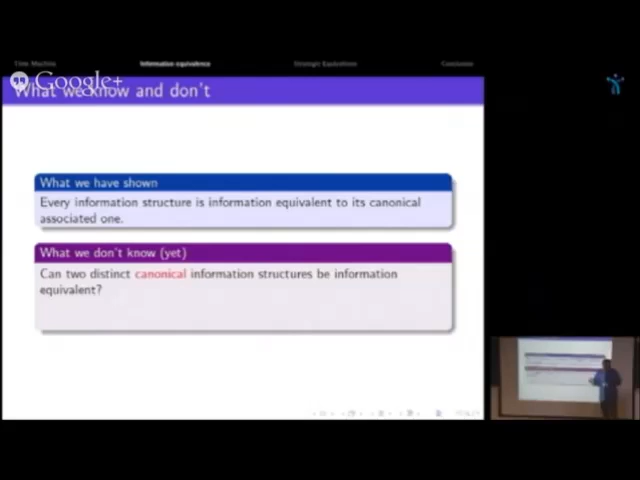 Time Machine
Information equivalence
Strategic Equivalence
Conclusion
Google+
What we know and don't
What we have shown
Every information structure is information equivalent to its canonical
associated one.
What we don't know (yet)
Can two distinct canonical information structures be information
equivalent?